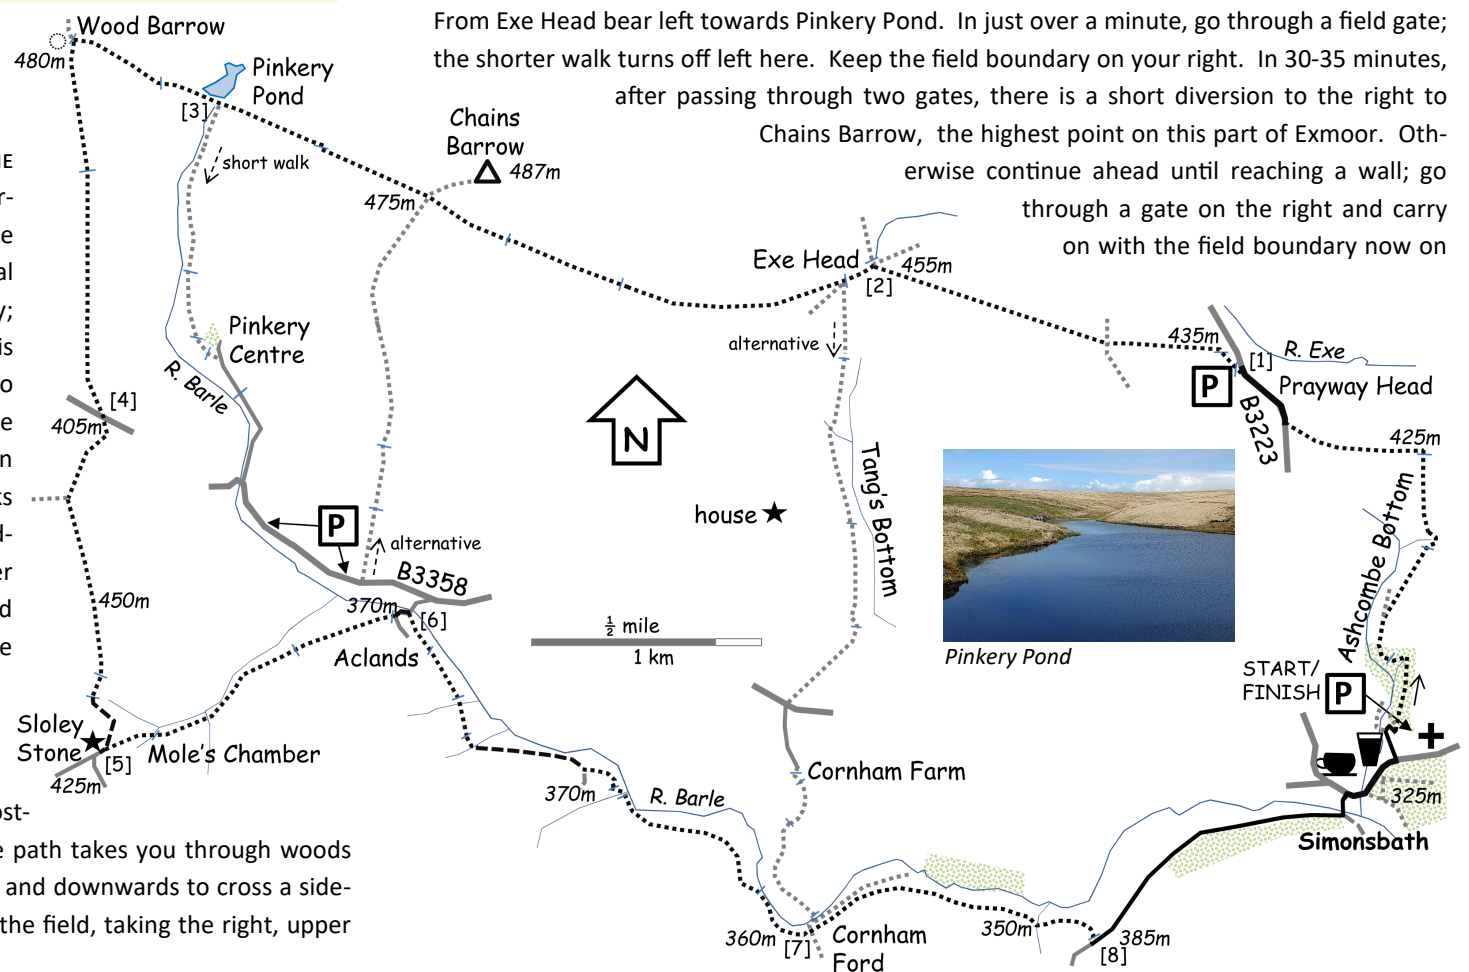 From Exe Head bear left towards Pinkery Pond. In just over a minute, go through a field gate;
the shorter walk turns off left here. Keep the field boundary on your right. In 30-35 minutes,
after passing through two gates, there is a short diversion to the right to
Chains Barrow, the highest point on this part of Exmoor. Oth-
erwise continue ahead until reaching a wall; go
through a gate on the right and carry
on with the field boundary now on
Wood Barrow
480m
Pinkery
Pond
[3]
short walk
Chains
Barrow
487m
475m
Exe Head
[2]
455m
alternative
435m
[1]
R. Exe
P
Prayway Head
B3223
425m
Pinkery
Centre
R. Barle
[4]
405m
N
house
Tang's Bottom
P
alternative
B3358
370m
[6]
Aclands
450m
½ mile
1 km
Pinkery Pond
Ashcombe Bottom
START/
FINISH
P
Sloley
Stone
[5]
425m
Mole's Chamber
370m
R. Barle
Cornham Farm
325m
Simonsbath
360m
[7]
Cornham
Ford
350m
385m
[8]
IE
r-
e
al
y;
is
o
e
n
ks
d-
er
d
e
ost-
e path takes you through woods
and downwards to cross a side-
the field, taking the right, upper